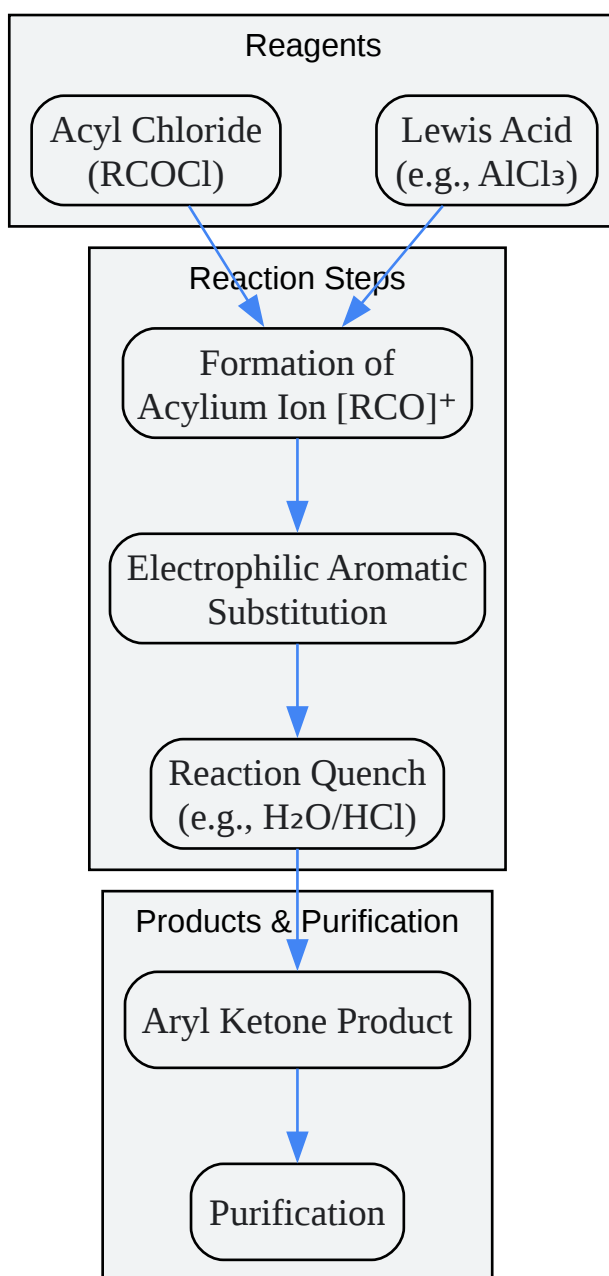 Reagents
Acyl Chloride
(RCOCl)
Lewis Acid
(e.g., AlCl₃)
Reaction Steps
Formation of
Acylium Ion [RCO]⁺
Electrophilic Aromatic
Substitution
Reaction Quench
(e.g., H₂O/HCl)
Products & Purification
Aryl Ketone Product
Purification